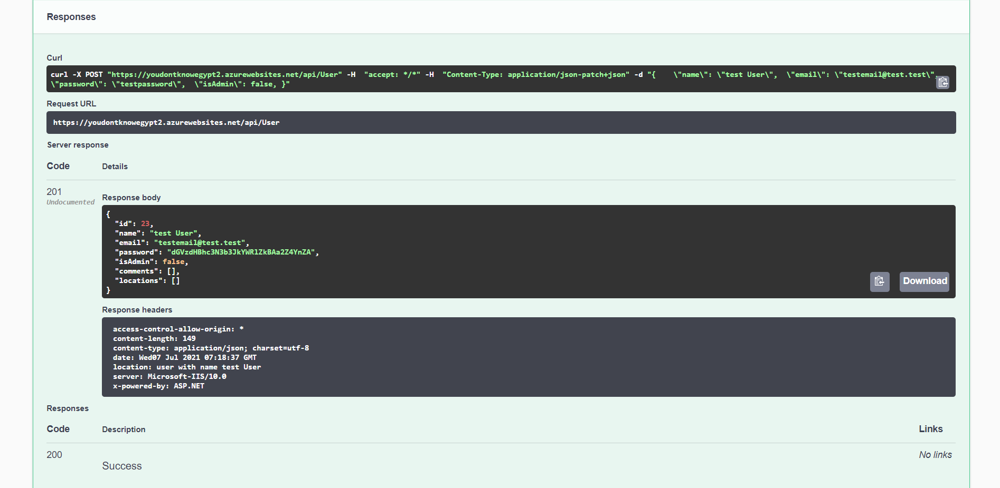 Responses
Curl
curl -X POST "https://youdontknowegypt2.azurewebsites.net/api/User" -H  "accept: */*" -H  "Content-Type: application/json-patch+json" -d "{    \"name\": \"test User\",  \"email\": \"testemail@test.test\",
\"password\": \"testpassword\",  \"isAdmin\": false, }"
Request URL
https://youdontknowegypt2.azurewebsites.net/api/User
Server response
Code Details
201
Undocumented
Response body
{
  "id": 23,
  "name": "test User",
  "email": "testemail@test.test",
  "password": "dGVzdHBhc3N3b3JkYWRlZkBAa2Z4YnZA",
  "isAdmin": false,
  "comments": [],
  "locations": []
}
Download
Response headers
access-control-allow-origin: *
content-length: 149
content-type: application/json; charset=utf-8
date: Wed07 Jul 2021 07:18:37 GMT
location: user with name test User
server: Microsoft-IIS/10.0
x-powered-by: ASP.NET
Responses
Code Description Links
200 No links
Success